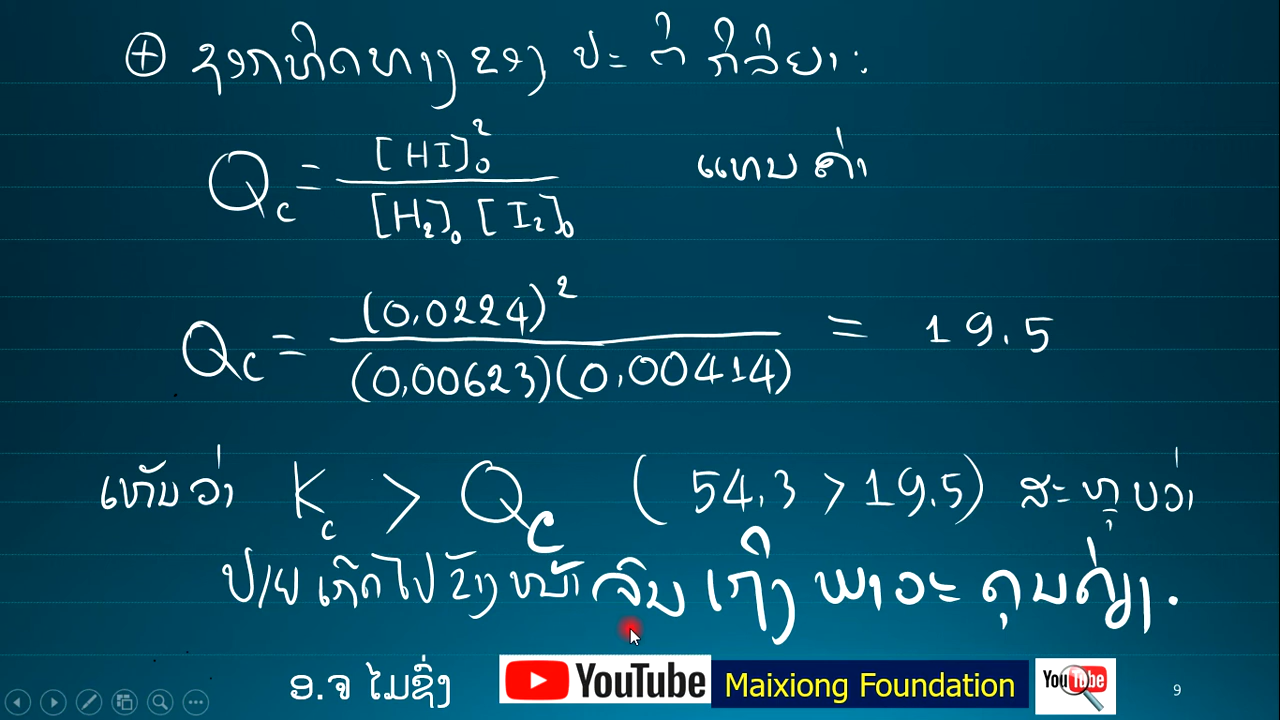 ⊕ ຊອກທິດທາງ ຂອງ ປະຕິກິລິຍາ:
Qc = [HI]₀² / [H₂]₀ [I₂]₀ ແທນຄ່າ
Qc = (0,0224)² / (0,00623)(0,00414) = 19.5
ເຫັນວ່າ Kc > Qc ( 54,3 > 19.5) ສະຫຼຸບວ່າ
ປ/ຍ ເກີດໄປຂ້າງໜ້າ ຈົນ ເຖິງ ພາວະ ດຸນດ່ຽງ.
ອ.ຈ ໄມຊົ່ງ YouTube Maixiong Foundation YouTube 9